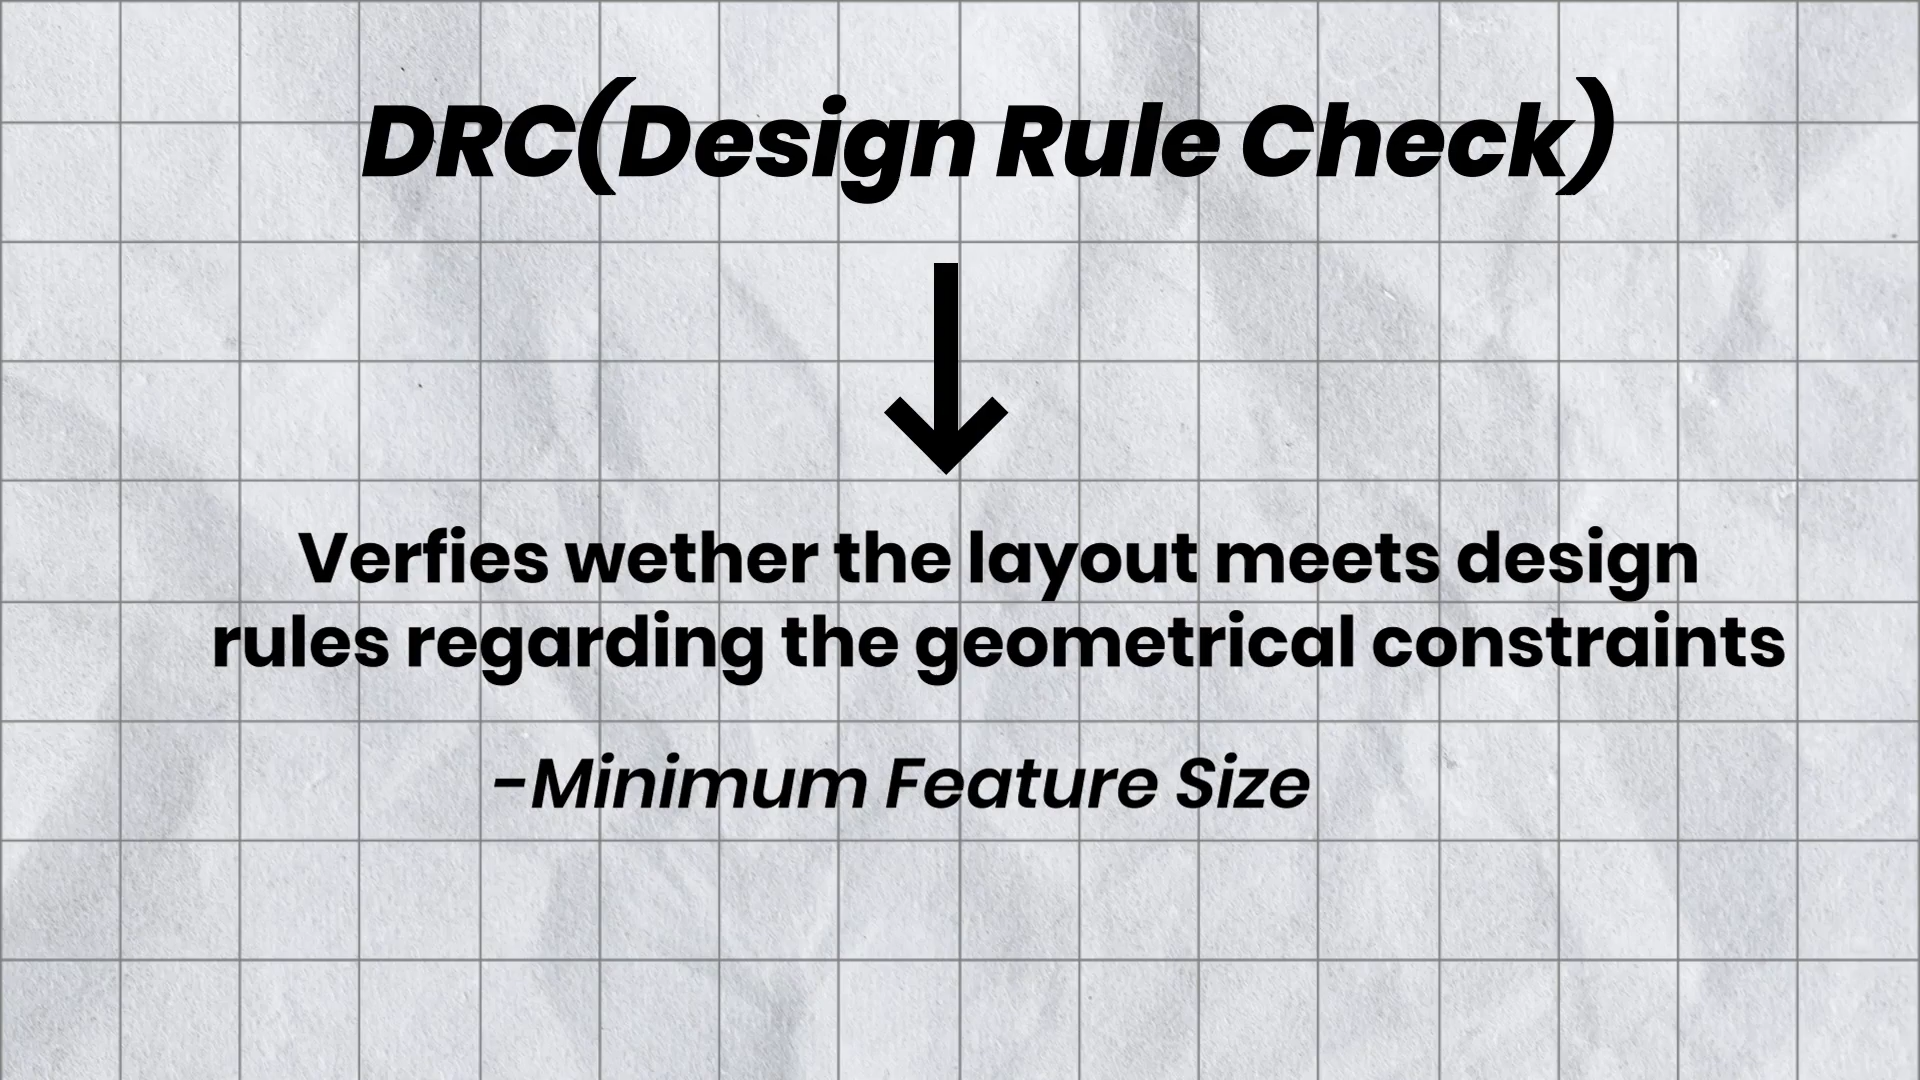 DRC(Design Rule Check)
Verfies wether the layout meets design
rules regarding the geometrical constraints
-Minimum Feature Size